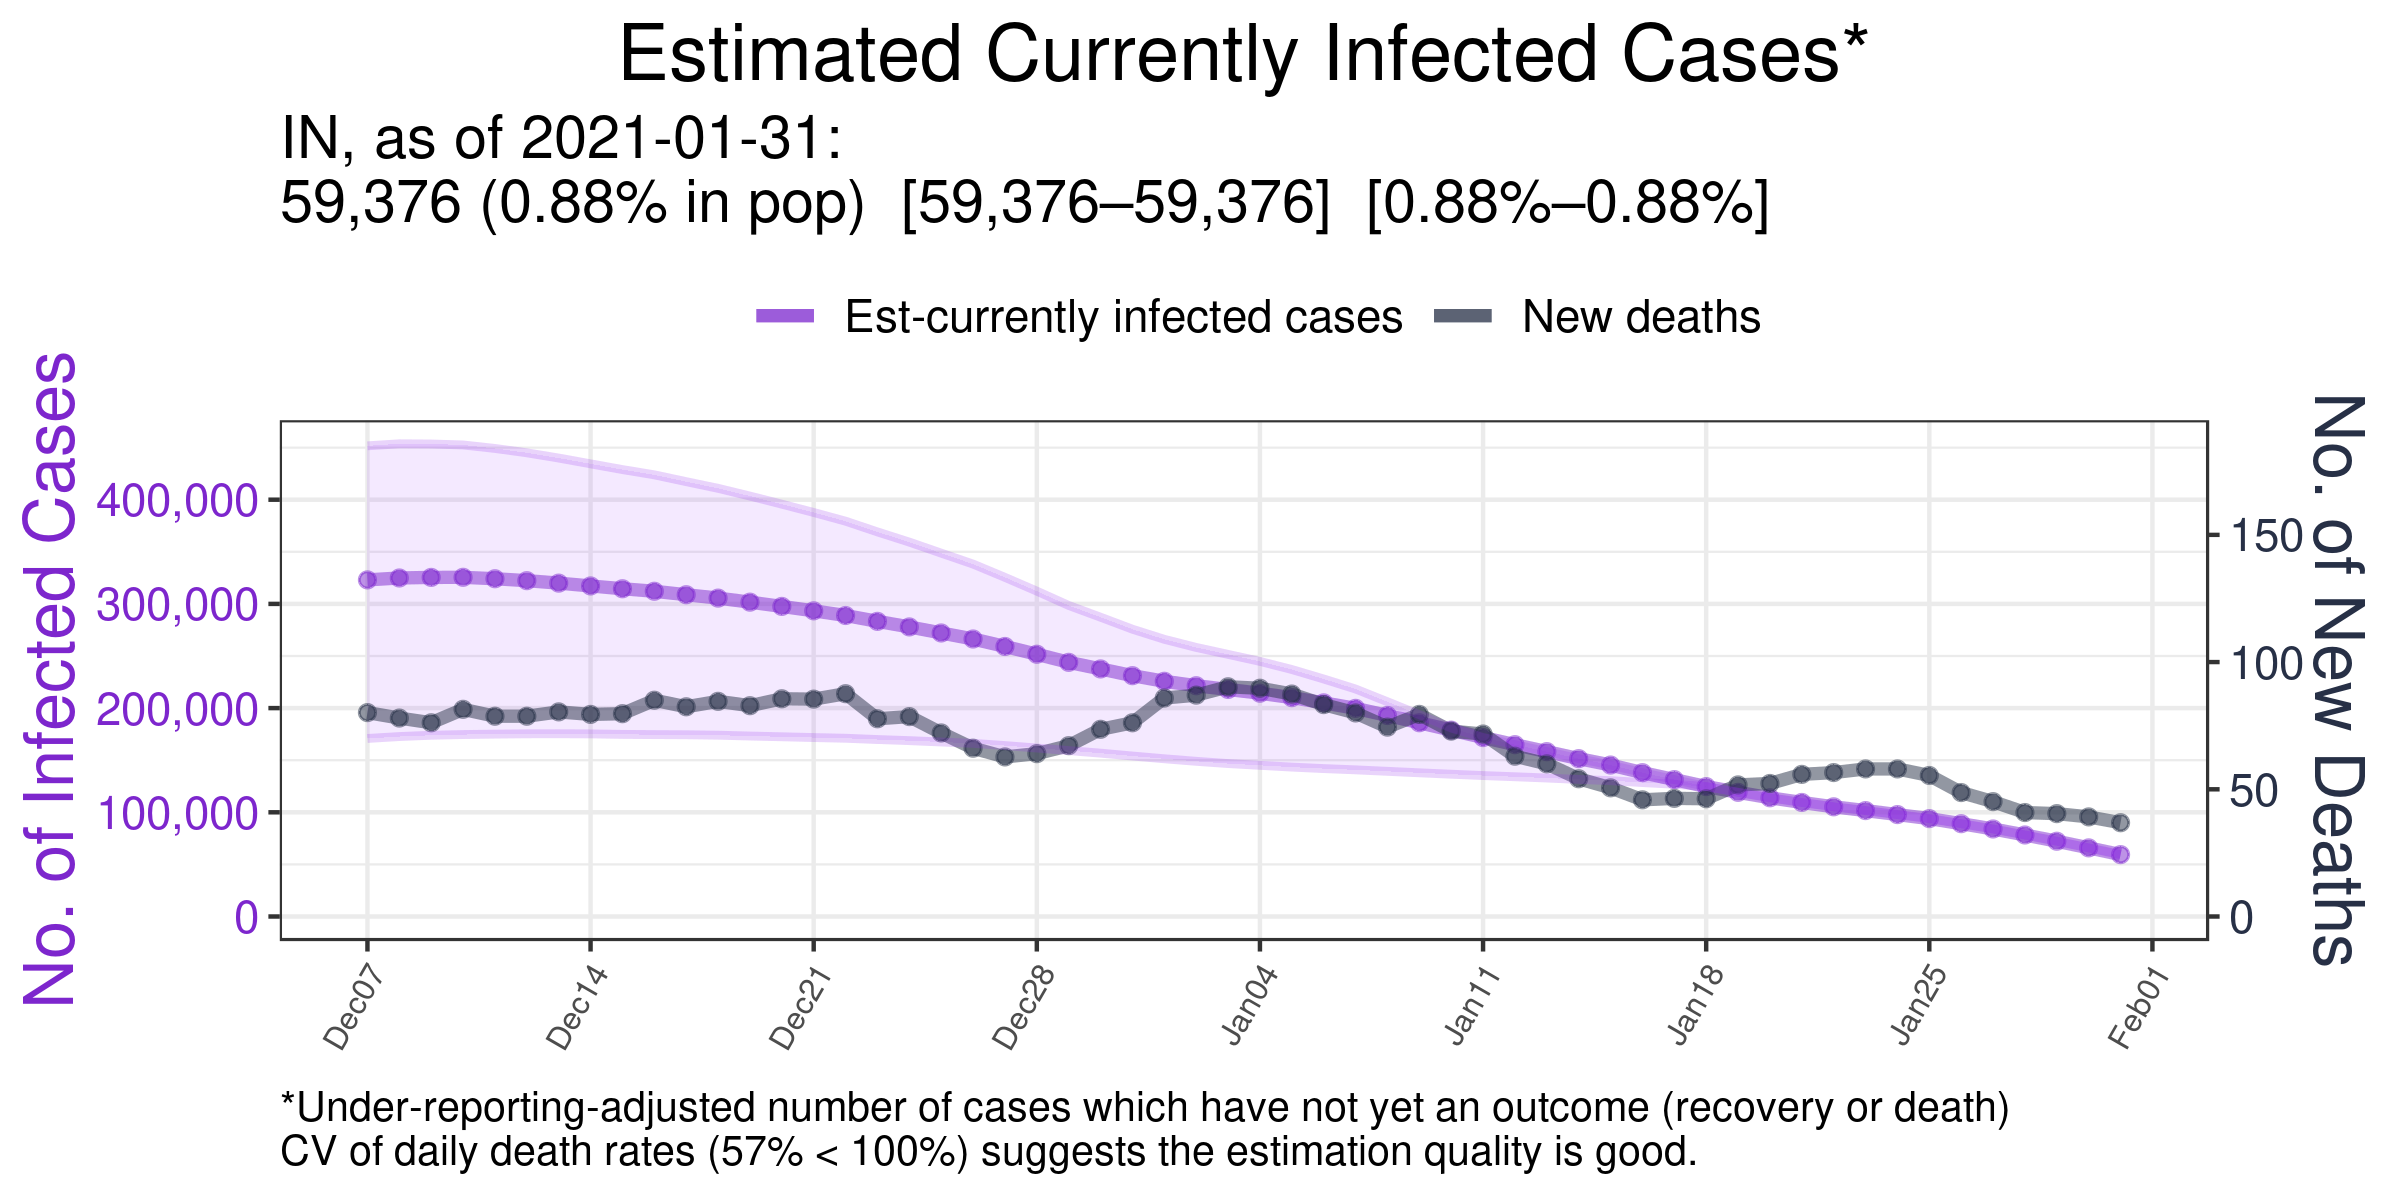 Estimated Currently Infected Cases*
IN, as of 2021-01-31:
59,376 (0.88% in pop)  [59,376–59,376]  [0.88%–0.88%]
Est-currently infected cases
New deaths
No. of Infected Cases
400,000
300,000
200,000
100,000
0
No. of New Deaths
150
100
50
0
Dec07
Dec14
Dec21
Dec28
Jan04
Jan11
Jan18
Jan25
Feb01
*Under-reporting-adjusted number of cases which have not yet an outcome (recovery or death)
CV of daily death rates (57% < 100%) suggests the estimation quality is good.